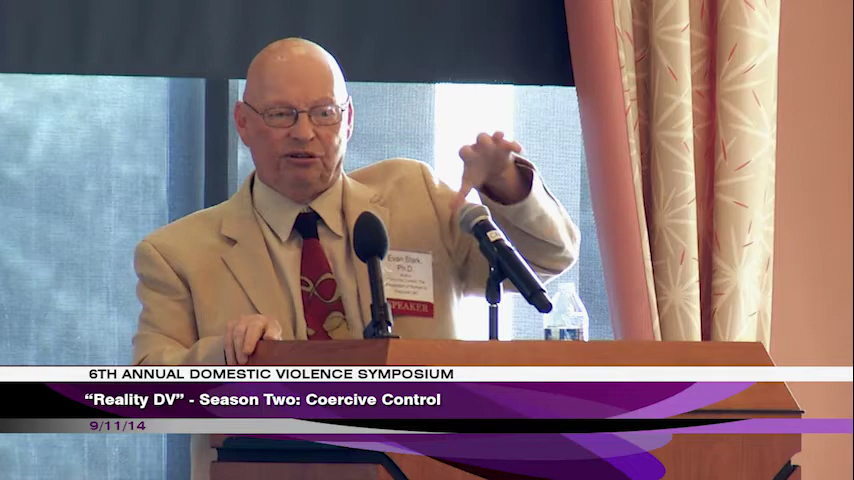 Evan Stark,
Ph.D.
SPEAKER
6TH ANNUAL DOMESTIC VIOLENCE SYMPOSIUM
“Reality DV” - Season Two: Coercive Control
9/11/14